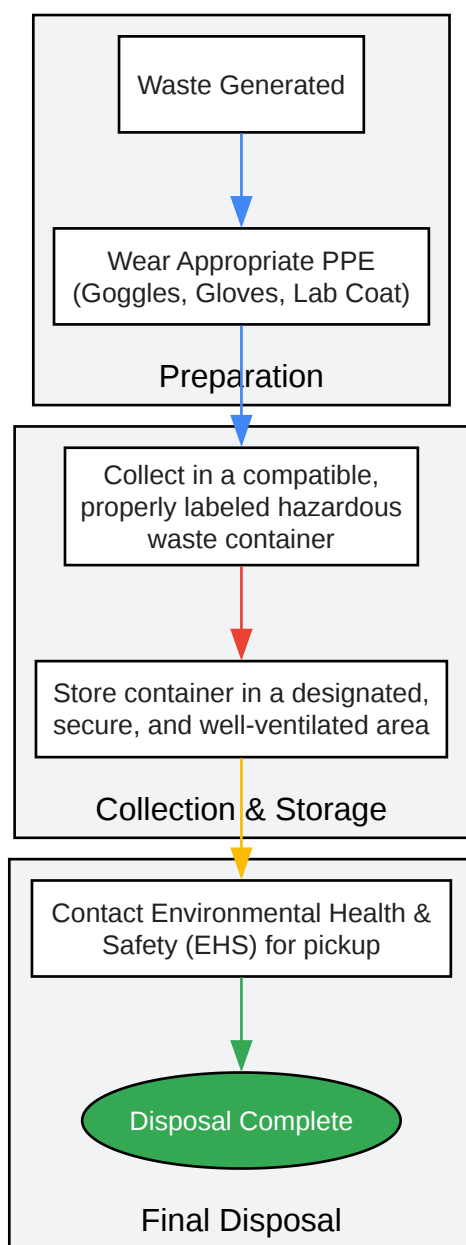 Waste Generated
Wear Appropriate PPE
(Goggles, Gloves, Lab Coat)
Preparation
Collect in a compatible,
properly labeled hazardous
waste container
Store container in a designated,
secure, and well-ventilated area
Collection & Storage
Contact Environmental Health &
Safety (EHS) for pickup
Disposal Complete
Final Disposal